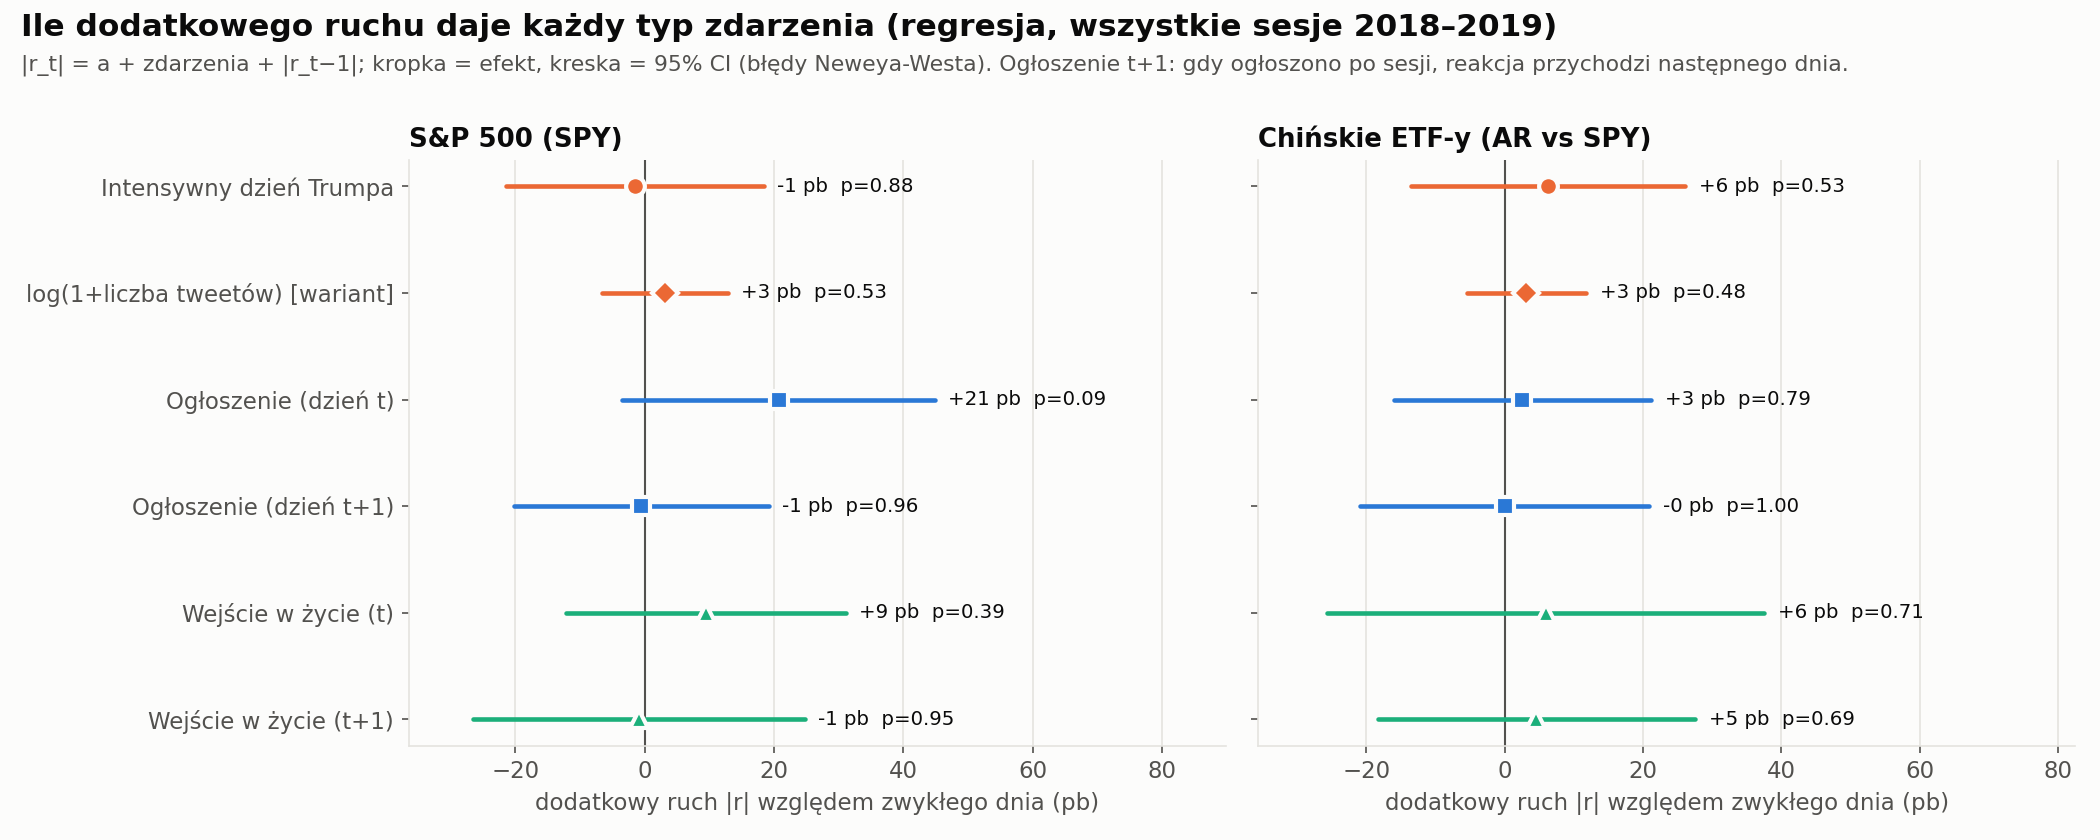 Ile dodatkowego ruchu daje każdy typ zdarzenia (regresja, wszystkie sesje 2018–2019)
|r_t| = a + zdarzenia + |r_t−1|; kropka = efekt, kreska = 95% CI (błędy Neweya-Westa). Ogłoszenie t+1: gdy ogłoszono po sesji, reakcja przychodzi następnego dnia.
S&P 500 (SPY)
Chińskie ETF-y (AR vs SPY)
Intensywny dzień Trumpa
-1 pb  p=0.88
+6 pb  p=0.53
log(1+liczba tweetów) [wariant]
+3 pb  p=0.53
+3 pb  p=0.48
Ogłoszenie (dzień t)
+21 pb  p=0.09
+3 pb  p=0.79
Ogłoszenie (dzień t+1)
-1 pb  p=0.96
-0 pb  p=1.00
Wejście w życie (t)
+9 pb  p=0.39
+6 pb  p=0.71
Wejście w życie (t+1)
-1 pb  p=0.95
+5 pb  p=0.69
−20 0 20 40 60 80
−20 0 20 40 60 80
dodatkowy ruch |r| względem zwykłego dnia (pb)
dodatkowy ruch |r| względem zwykłego dnia (pb)